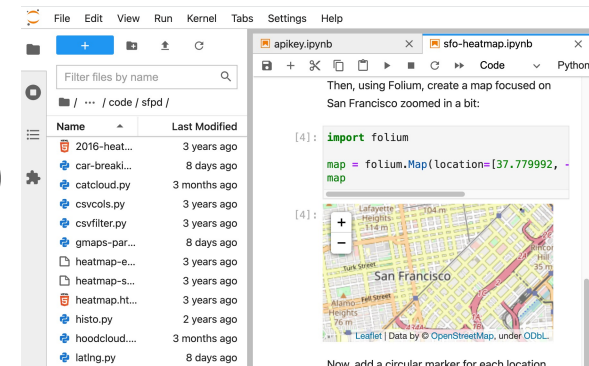 File Edit View Run Kernel Tabs Settings Help
apikey.ipynb
sfo-heatmap.ipynb
Code
Python
Filter files by name
/ ··· / code / sfpd /
Name Last Modified
2016-heat... 3 years ago
car-breaki... 8 days ago
catcloud.py 3 months ago
csvcols.py 3 years ago
csvfilter.py 3 years ago
gmaps-par... 8 days ago
heatmap-e... 3 years ago
heatmap-s... 3 years ago
heatmap.ht... 3 years ago
histo.py 2 years ago
hoodcloud.... 3 months ago
latlng.py 8 days ago
Then, using Folium, create a map focused on
San Francisco zoomed in a bit:
[4]: import folium
map = folium.Map(location=[37.779992, -
map
[4]:
+
−
Lafayette
Heights
114 m
104 m
Turk Street
San Francisco
Hill
35 m
Fell Street
Alamo
Heights
76 m
Leaflet | Data by © OpenStreetMap, under ODbL.
Now, add a circular marker for each location